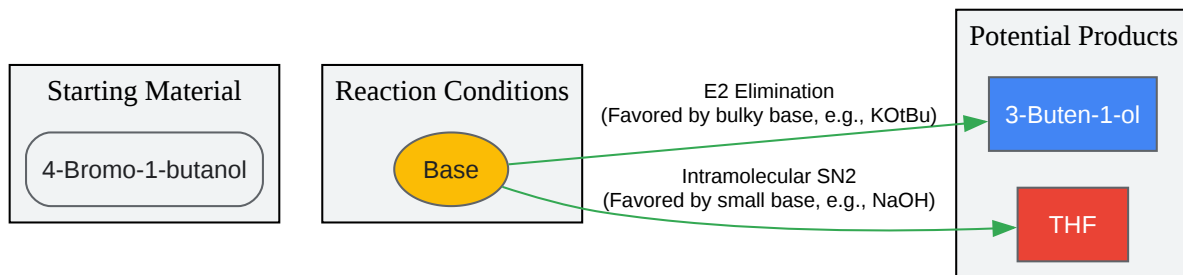 Starting Material
4-Bromo-1-butanol
Reaction Conditions
Base
E2 Elimination
(Favored by bulky base, e.g., KOtBu)
Intramolecular SN2
(Favored by small base, e.g., NaOH)
Potential Products
3-Buten-1-ol
THF